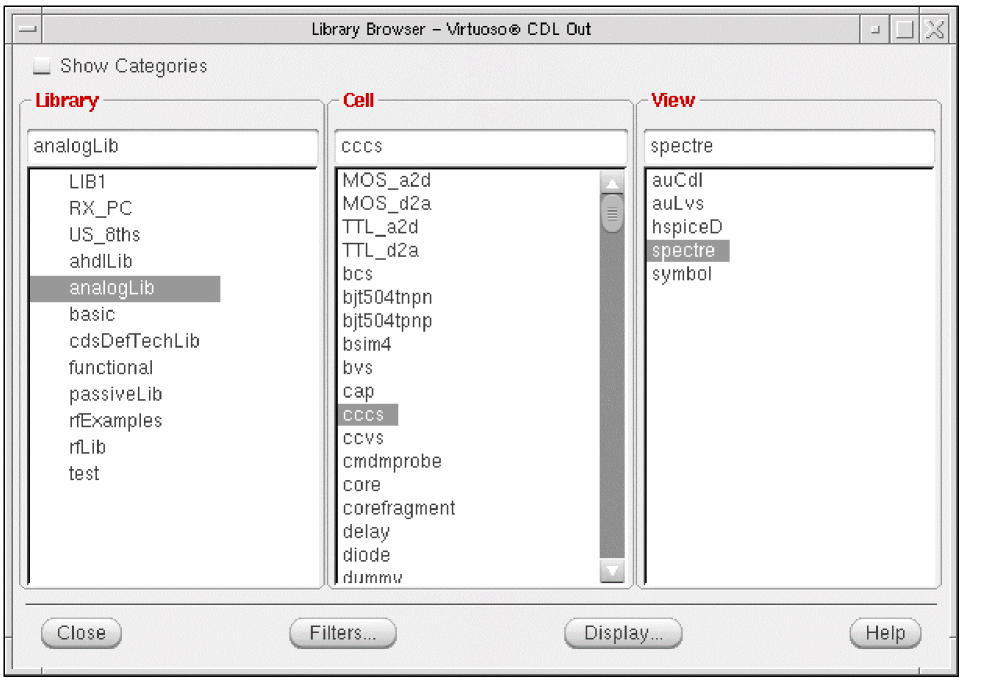 Library Browser – Virtuoso® CDL Out
Show Categories
Library
analogLib
LIB1
RX_PC
US_8ths
ahdlLib
analogLib
basic
cdsDefTechLib
functional
passiveLib
rfExamples
rfLib
test
Cell
cccs
MOS_a2d
MOS_d2a
TTL_a2d
TTL_d2a
bcs
bjt504tnpn
bjt504tpnp
bsim4
bvs
cap
cccs
ccvs
cmdmprobe
core
corefragment
delay
diode
dummy
View
spectre
auCdl
auLvs
hspiceD
spectre
symbol
Close
Filters...
Display...
Help